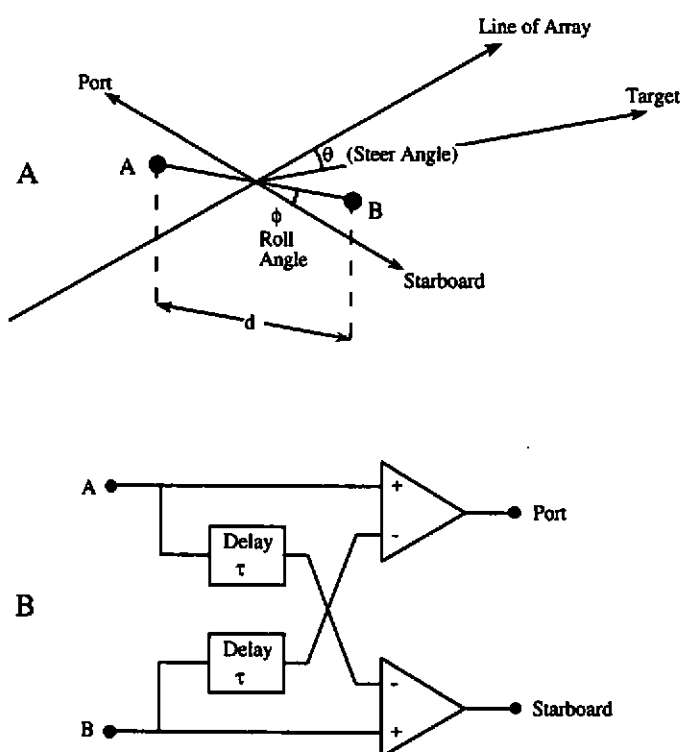 Line of Array
Port
Target
θ (Steer Angle)
A
A
B
ϕ
Roll
Angle
Starboard
d
A
+
Port
-
Delay
τ
B
Delay
τ
-
Starboard
B
+